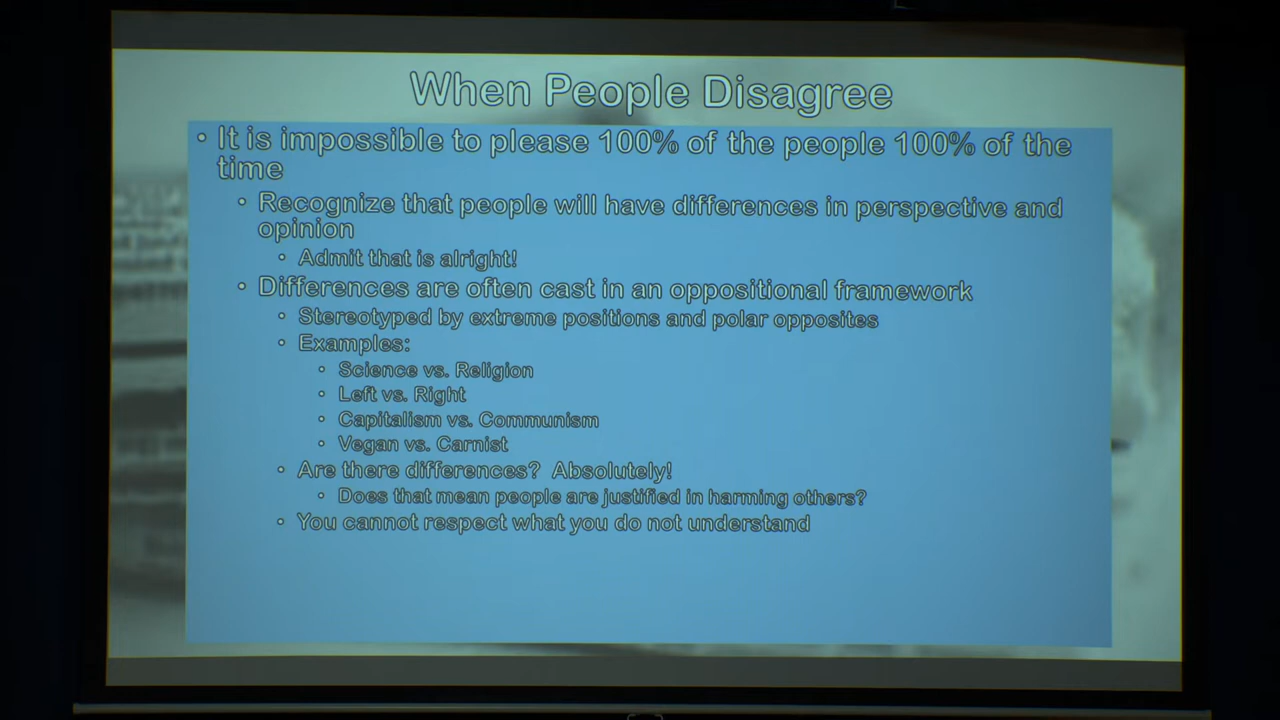 When People Disagree
• It is impossible to please 100% of the people 100% of the
time
• Recognize that people will have differences in perspective and
opinion
• Admit that is alright!
• Differences are often cast in an oppositional framework
• Stereotyped by extreme positions and polar opposites
• Examples:
• Science vs. Religion
• Left vs. Right
• Capitalism vs. Communism
• Vegan vs. Carnist
• Are there differences? Absolutely!
• Does that mean people are justified in harming others?
• You cannot respect what you do not understand